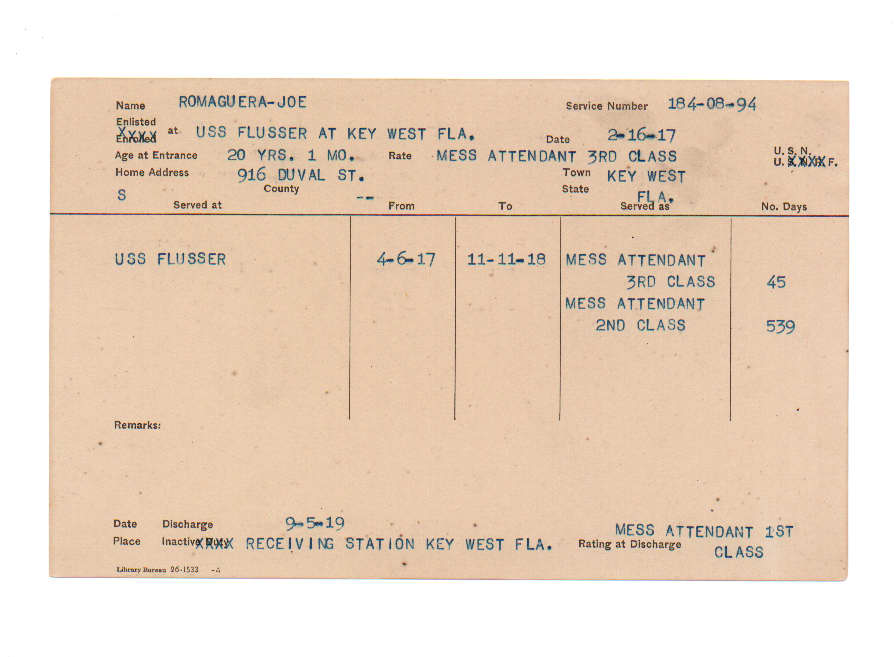 Name ROMAGUERA-JOE Service Number 184-08-94
Enlisted
Enrolled at USS FLUSSER AT KEY WEST FLA. Date 2-16-17
Age at Entrance 20 YRS. 1 MO. Rate MESS ATTENDANT 3RD CLASS U. S. N.
Home Address 916 DUVAL ST. Town KEY WEST U. XXXX F.
S County -- State FLA.
Served at From To Served as No. Days
USS FLUSSER 4-6-17 11-11-18 MESS ATTENDANT
3RD CLASS 45
MESS ATTENDANT
2ND CLASS 539
Remarks:
Date Discharge 9-5-19 MESS ATTENDANT 1ST
Place Inactive Duty RECEIVING STATION KEY WEST FLA. Rating at Discharge CLASS
Library Bureau 26-1533